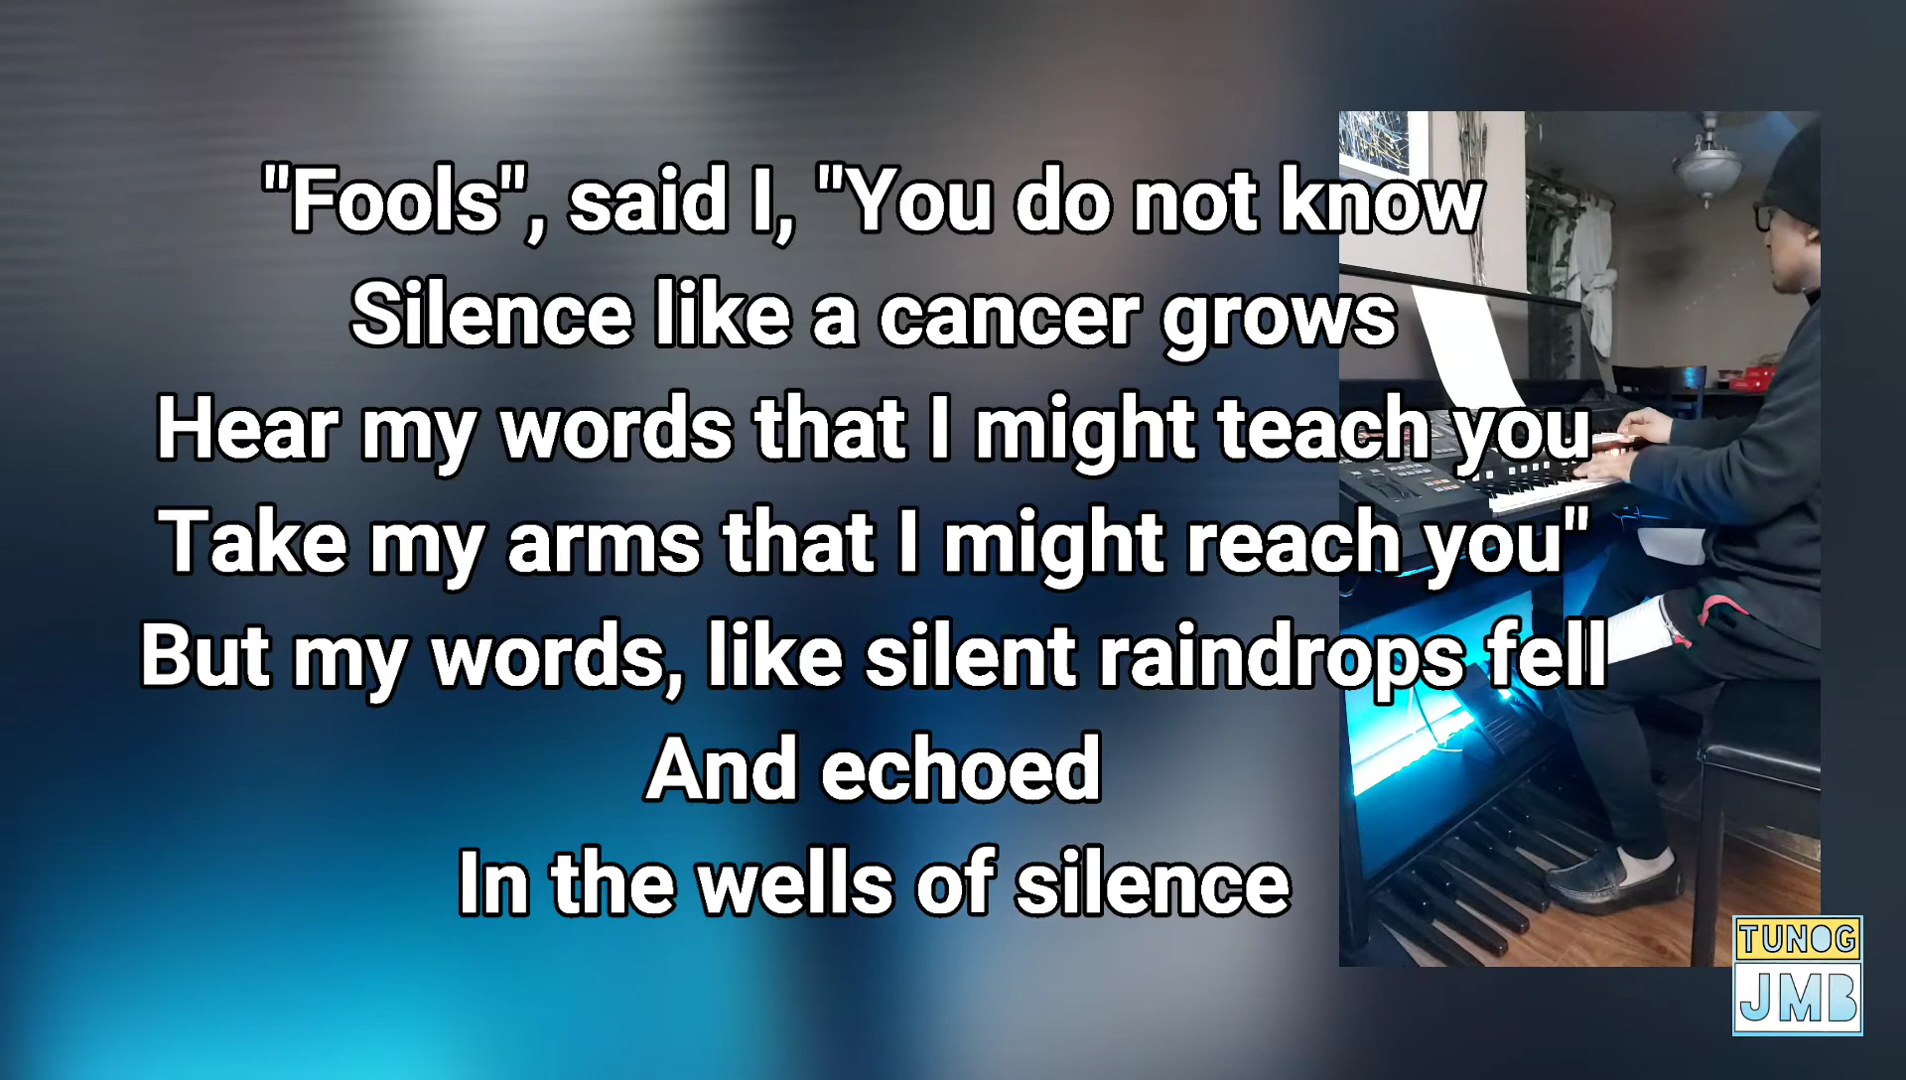 "Fools", said I, "You do not know
Silence like a cancer grows
Hear my words that I might teach you
Take my arms that I might reach you"
But my words, like silent raindrops fell
And echoed
In the wells of silence
TUNOG
JMB